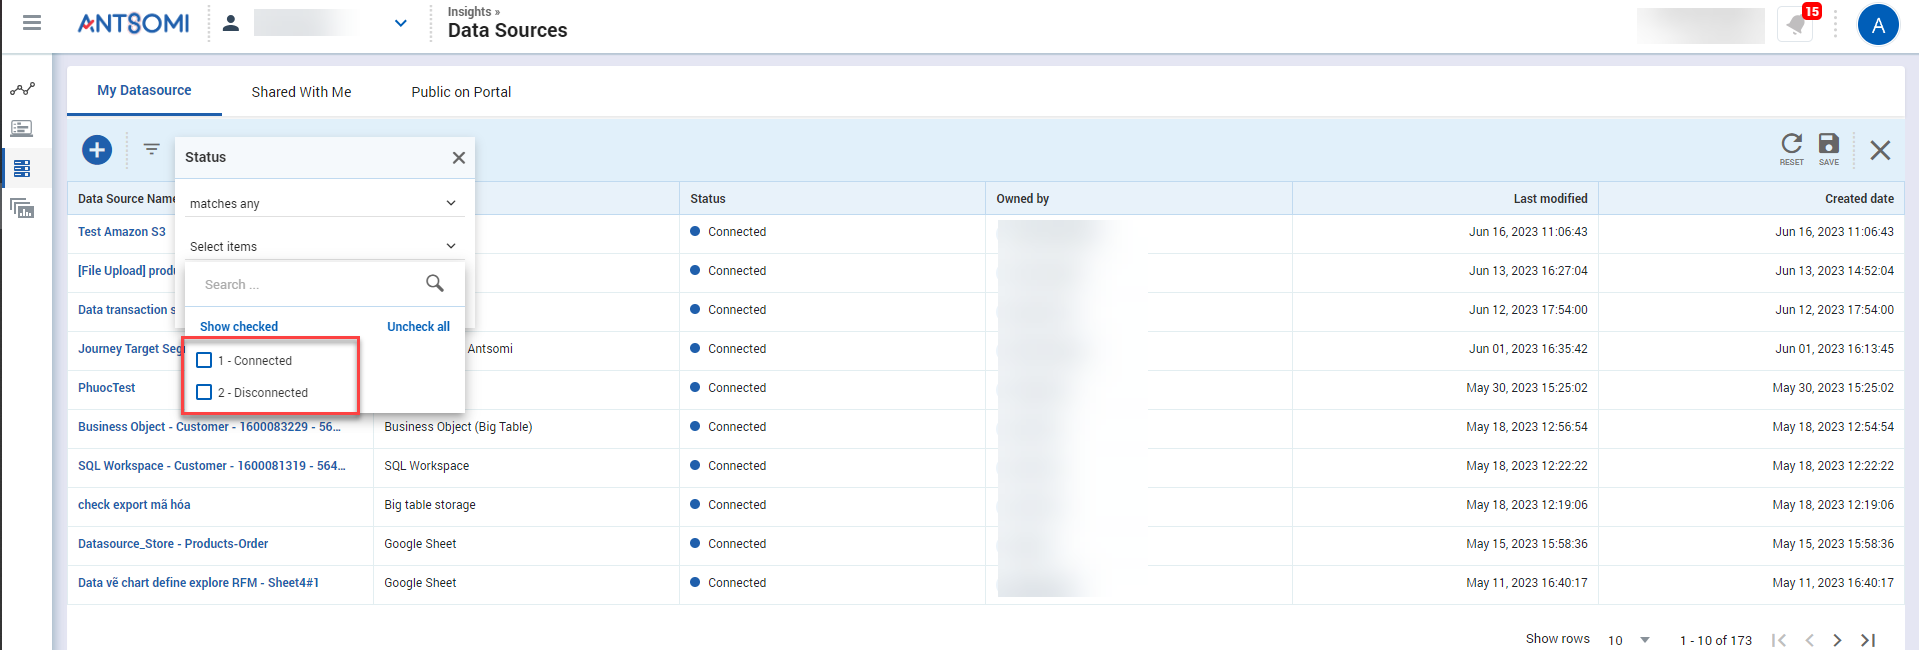 ANTSOMI
Insights »
Data Sources
15
A
My Datasource
Shared With Me
Public on Portal
Status
RESET
SAVE
matches any
Select items
Search ...
Show checked
Uncheck all
1 - Connected
2 - Disconnected
Data Source Name
Status
Owned by
Last modified
Created date
Test Amazon S3
Connected
Jun 16, 2023 11:06:43
Jun 16, 2023 11:06:43
[File Upload] produ
Connected
Jun 13, 2023 16:27:04
Jun 13, 2023 14:52:04
Data transaction s
Connected
Jun 12, 2023 17:54:00
Jun 12, 2023 17:54:00
Journey Target Seg
Antsomi
Connected
Jun 01, 2023 16:35:42
Jun 01, 2023 16:13:45
PhuocTest
Connected
May 30, 2023 15:25:02
May 30, 2023 15:25:02
Business Object - Customer - 1600083229 - 56...
Business Object (Big Table)
Connected
May 18, 2023 12:56:54
May 18, 2023 12:54:54
SQL Workspace - Customer - 1600081319 - 564...
SQL Workspace
Connected
May 18, 2023 12:22:22
May 18, 2023 12:22:22
check export mã hóa
Big table storage
Connected
May 18, 2023 12:19:06
May 18, 2023 12:19:06
Datasource_Store - Products-Order
Google Sheet
Connected
May 15, 2023 15:58:36
May 15, 2023 15:58:36
Data vẽ chart define explore RFM - Sheet4#1
Google Sheet
Connected
May 11, 2023 16:40:17
May 11, 2023 16:40:17
Show rows
10
1 - 10 of 173